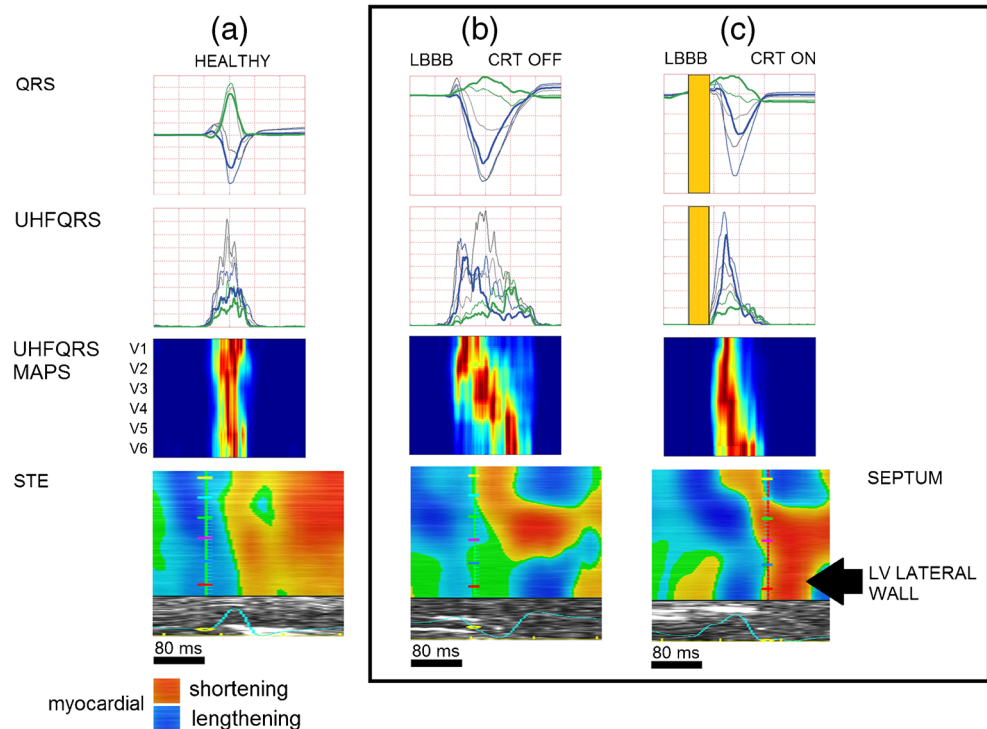 (a)
(b)
(c)
HEALTHY
LBBB
CRT OFF
LBBB
CRT ON
QRS
UHFQRS
UHFQRS
MAPS
V1
V2
V3
V4
V5
V6
STE
SEPTUM
LV LATERAL
WALL
80 ms
80 ms
80 ms
myocardial
shortening
lengthening